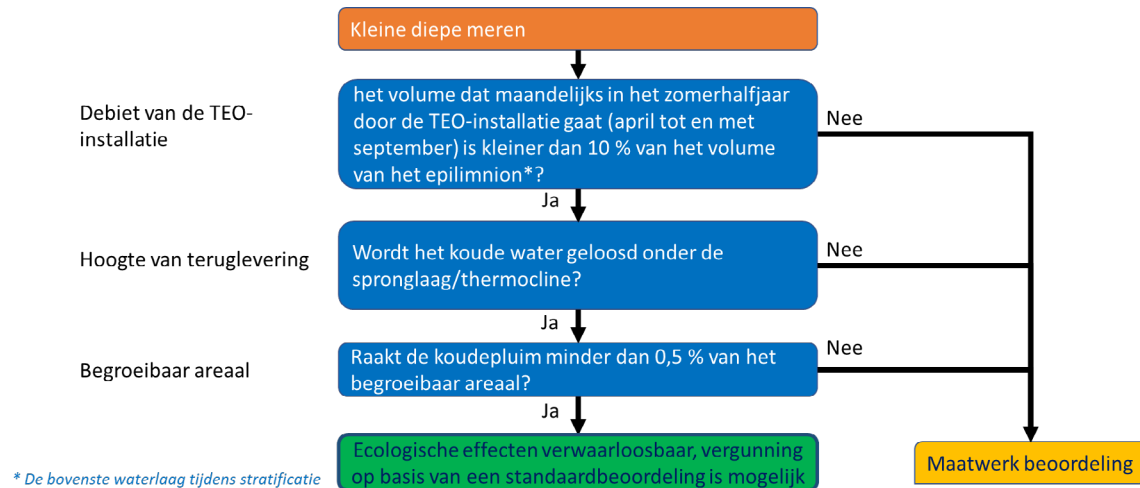 Kleine diepe meren
Debiet van de TEO-
installatie
het volume dat maandelijks in het zomerhalfjaar
door de TEO-installatie gaat (april tot en met
september) is kleiner dan 10 % van het volume
van het epilimnion*?
Nee
Ja
Hoogte van teruglevering
Wordt het koude water geloosd onder de
spronglaag/thermocline?
Nee
Ja
Begroeibaar areaal
Raakt de koudepluim minder dan 0,5 % van het
begroeibaar areaal?
Nee
Ja
Ecologische effecten verwaarloosbaar, vergunning
op basis van een standaardbeoordeling is mogelijk
Maatwerk beoordeling
* De bovenste waterlaag tijdens stratificatie